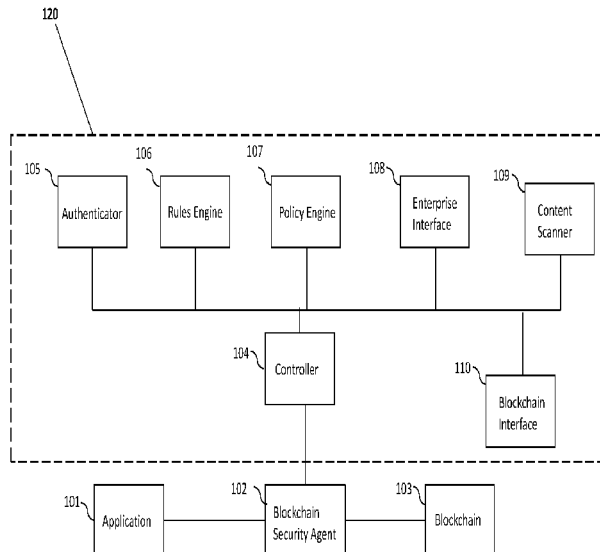 120
105
106
107
108
109
Authenticator
Rules Engine
Policy Engine
Enterprise
Interface
Content
Scanner
104
Controller
110
Blockchain
Interface
101
Application
102
Blockchain
Security Agent
103
Blockchain